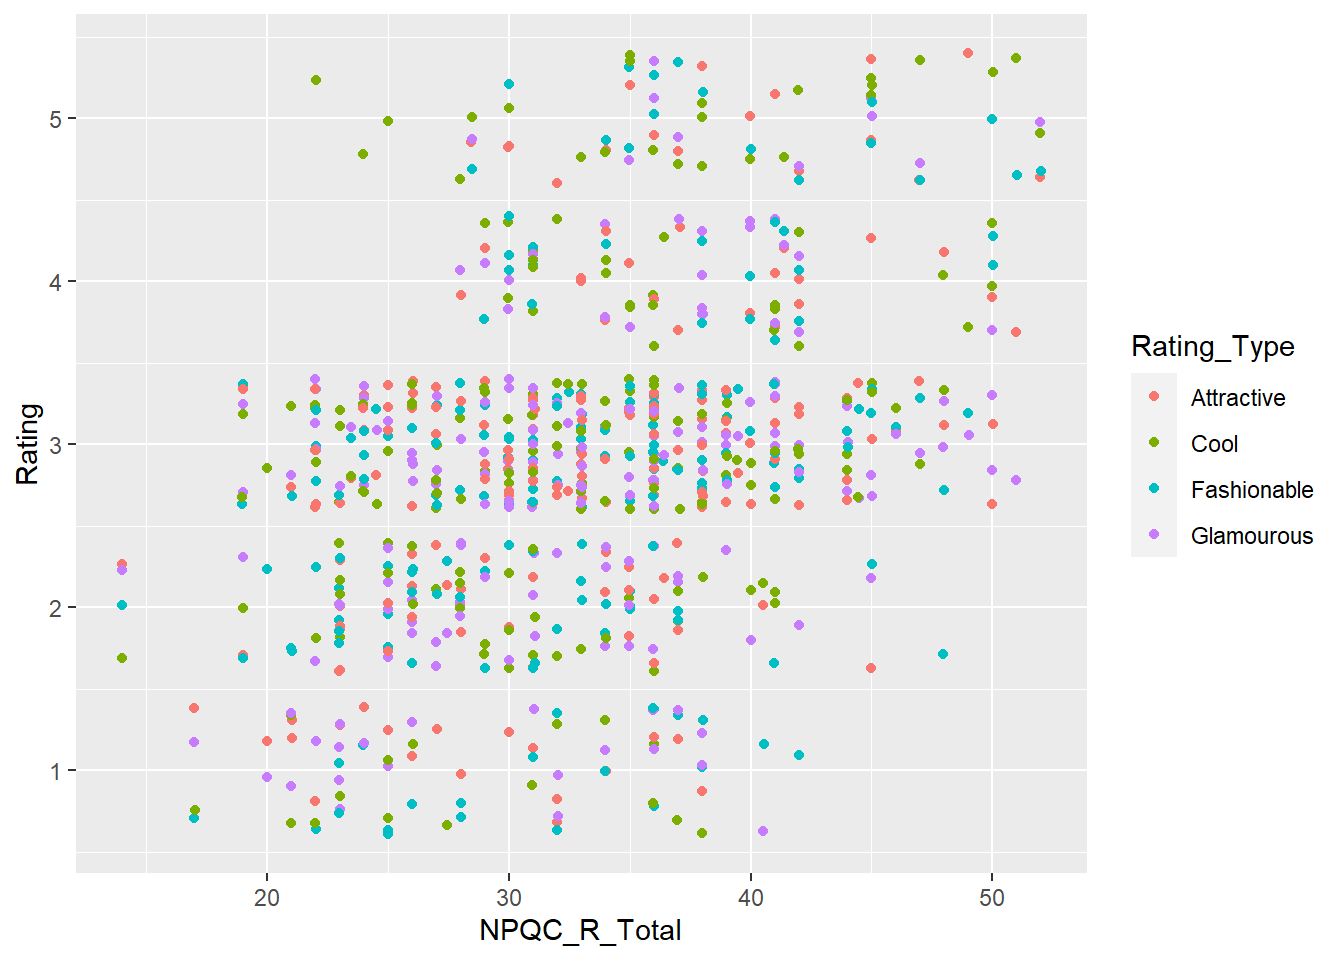 5
4
3
2
1
Rating
20 30 40 50
NPQC_R_Total
Rating_Type
Attractive
Cool
Fashionable
Glamourous